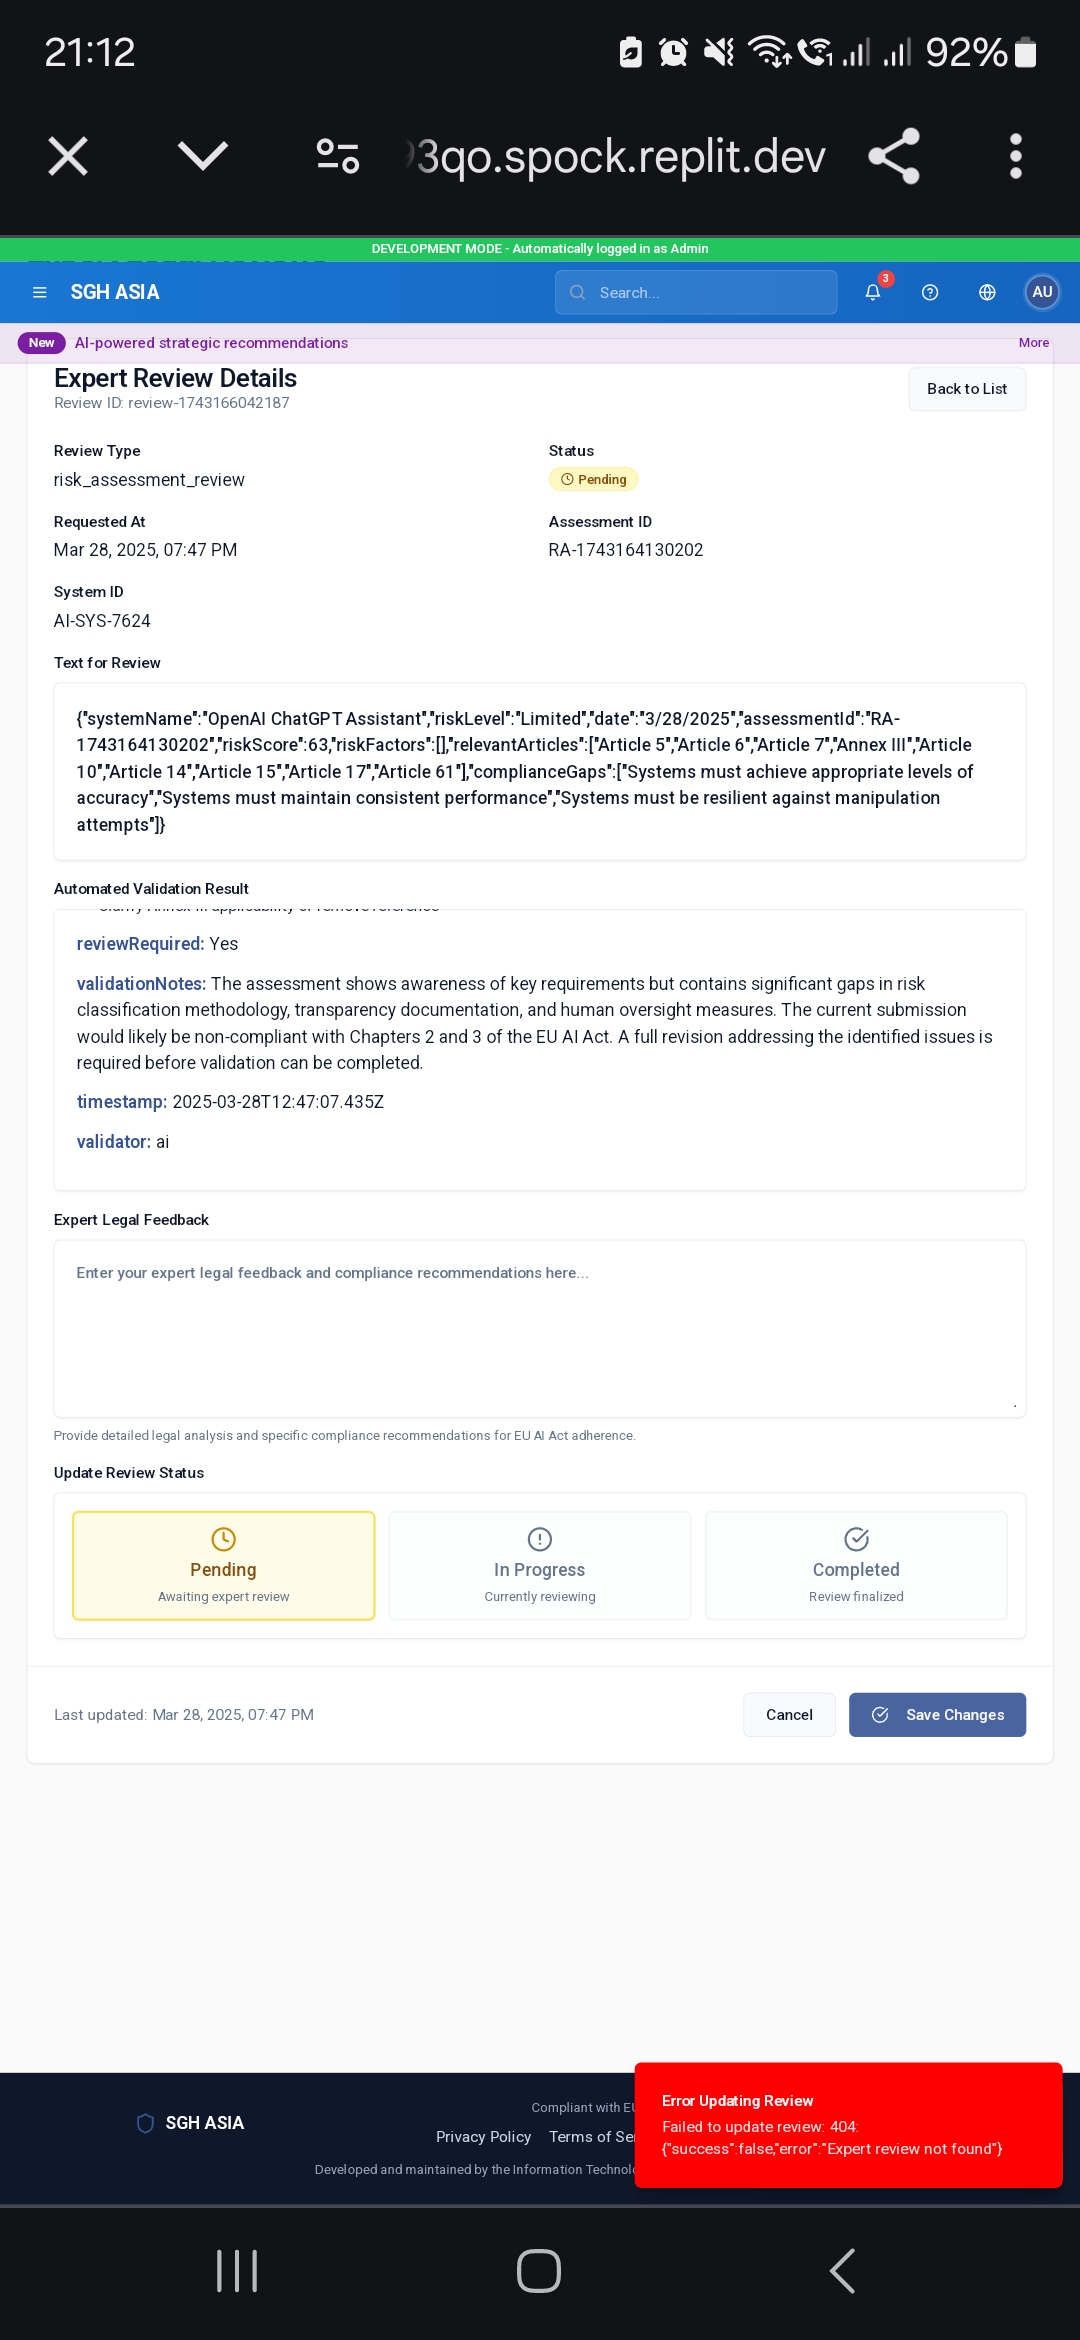 21:12
92%
3qo.spock.replit.dev
DEVELOPMENT MODE - Automatically logged in as Admin
SGH ASIA
Search...
3
AU
New
AI-powered strategic recommendations
More
Expert Review Details
Review ID: review-1743166042187
Back to List
Review Type
Status
risk_assessment_review
Pending
Requested At
Assessment ID
Mar 28, 2025, 07:47 PM
RA-1743164130202
System ID
AI-SYS-7624
Text for Review
{"systemName":"OpenAI ChatGPT Assistant","riskLevel":"Limited","date":"3/28/2025","assessmentId":"RA-
1743164130202","riskScore":63,"riskFactors":[],"relevantArticles":["Article 5","Article 6","Article 7","Annex III","Article
10","Article 14","Article 15","Article 17","Article 61"],"complianceGaps":["Systems must achieve appropriate levels of
accuracy","Systems must maintain consistent performance","Systems must be resilient against manipulation
attempts"]}
Automated Validation Result
reviewRequired: Yes
validationNotes: The assessment shows awareness of key requirements but contains significant gaps in risk
classification methodology, transparency documentation, and human oversight measures. The current submission
would likely be non-compliant with Chapters 2 and 3 of the EU AI Act. A full revision addressing the identified issues is
required before validation can be completed.
timestamp: 2025-03-28T12:47:07.435Z
validator: ai
Expert Legal Feedback
Enter your expert legal feedback and compliance recommendations here...
Provide detailed legal analysis and specific compliance recommendations for EU AI Act adherence.
Update Review Status
Pending
Awaiting expert review
In Progress
Currently reviewing
Completed
Review finalized
Last updated: Mar 28, 2025, 07:47 PM
Cancel
Save Changes
SGH ASIA
Compliant with EU
Privacy Policy
Terms of Ser
Developed and maintained by the Information Technolo
Error Updating Review
Failed to update review: 404:
{"success":false,"error":"Expert review not found"}